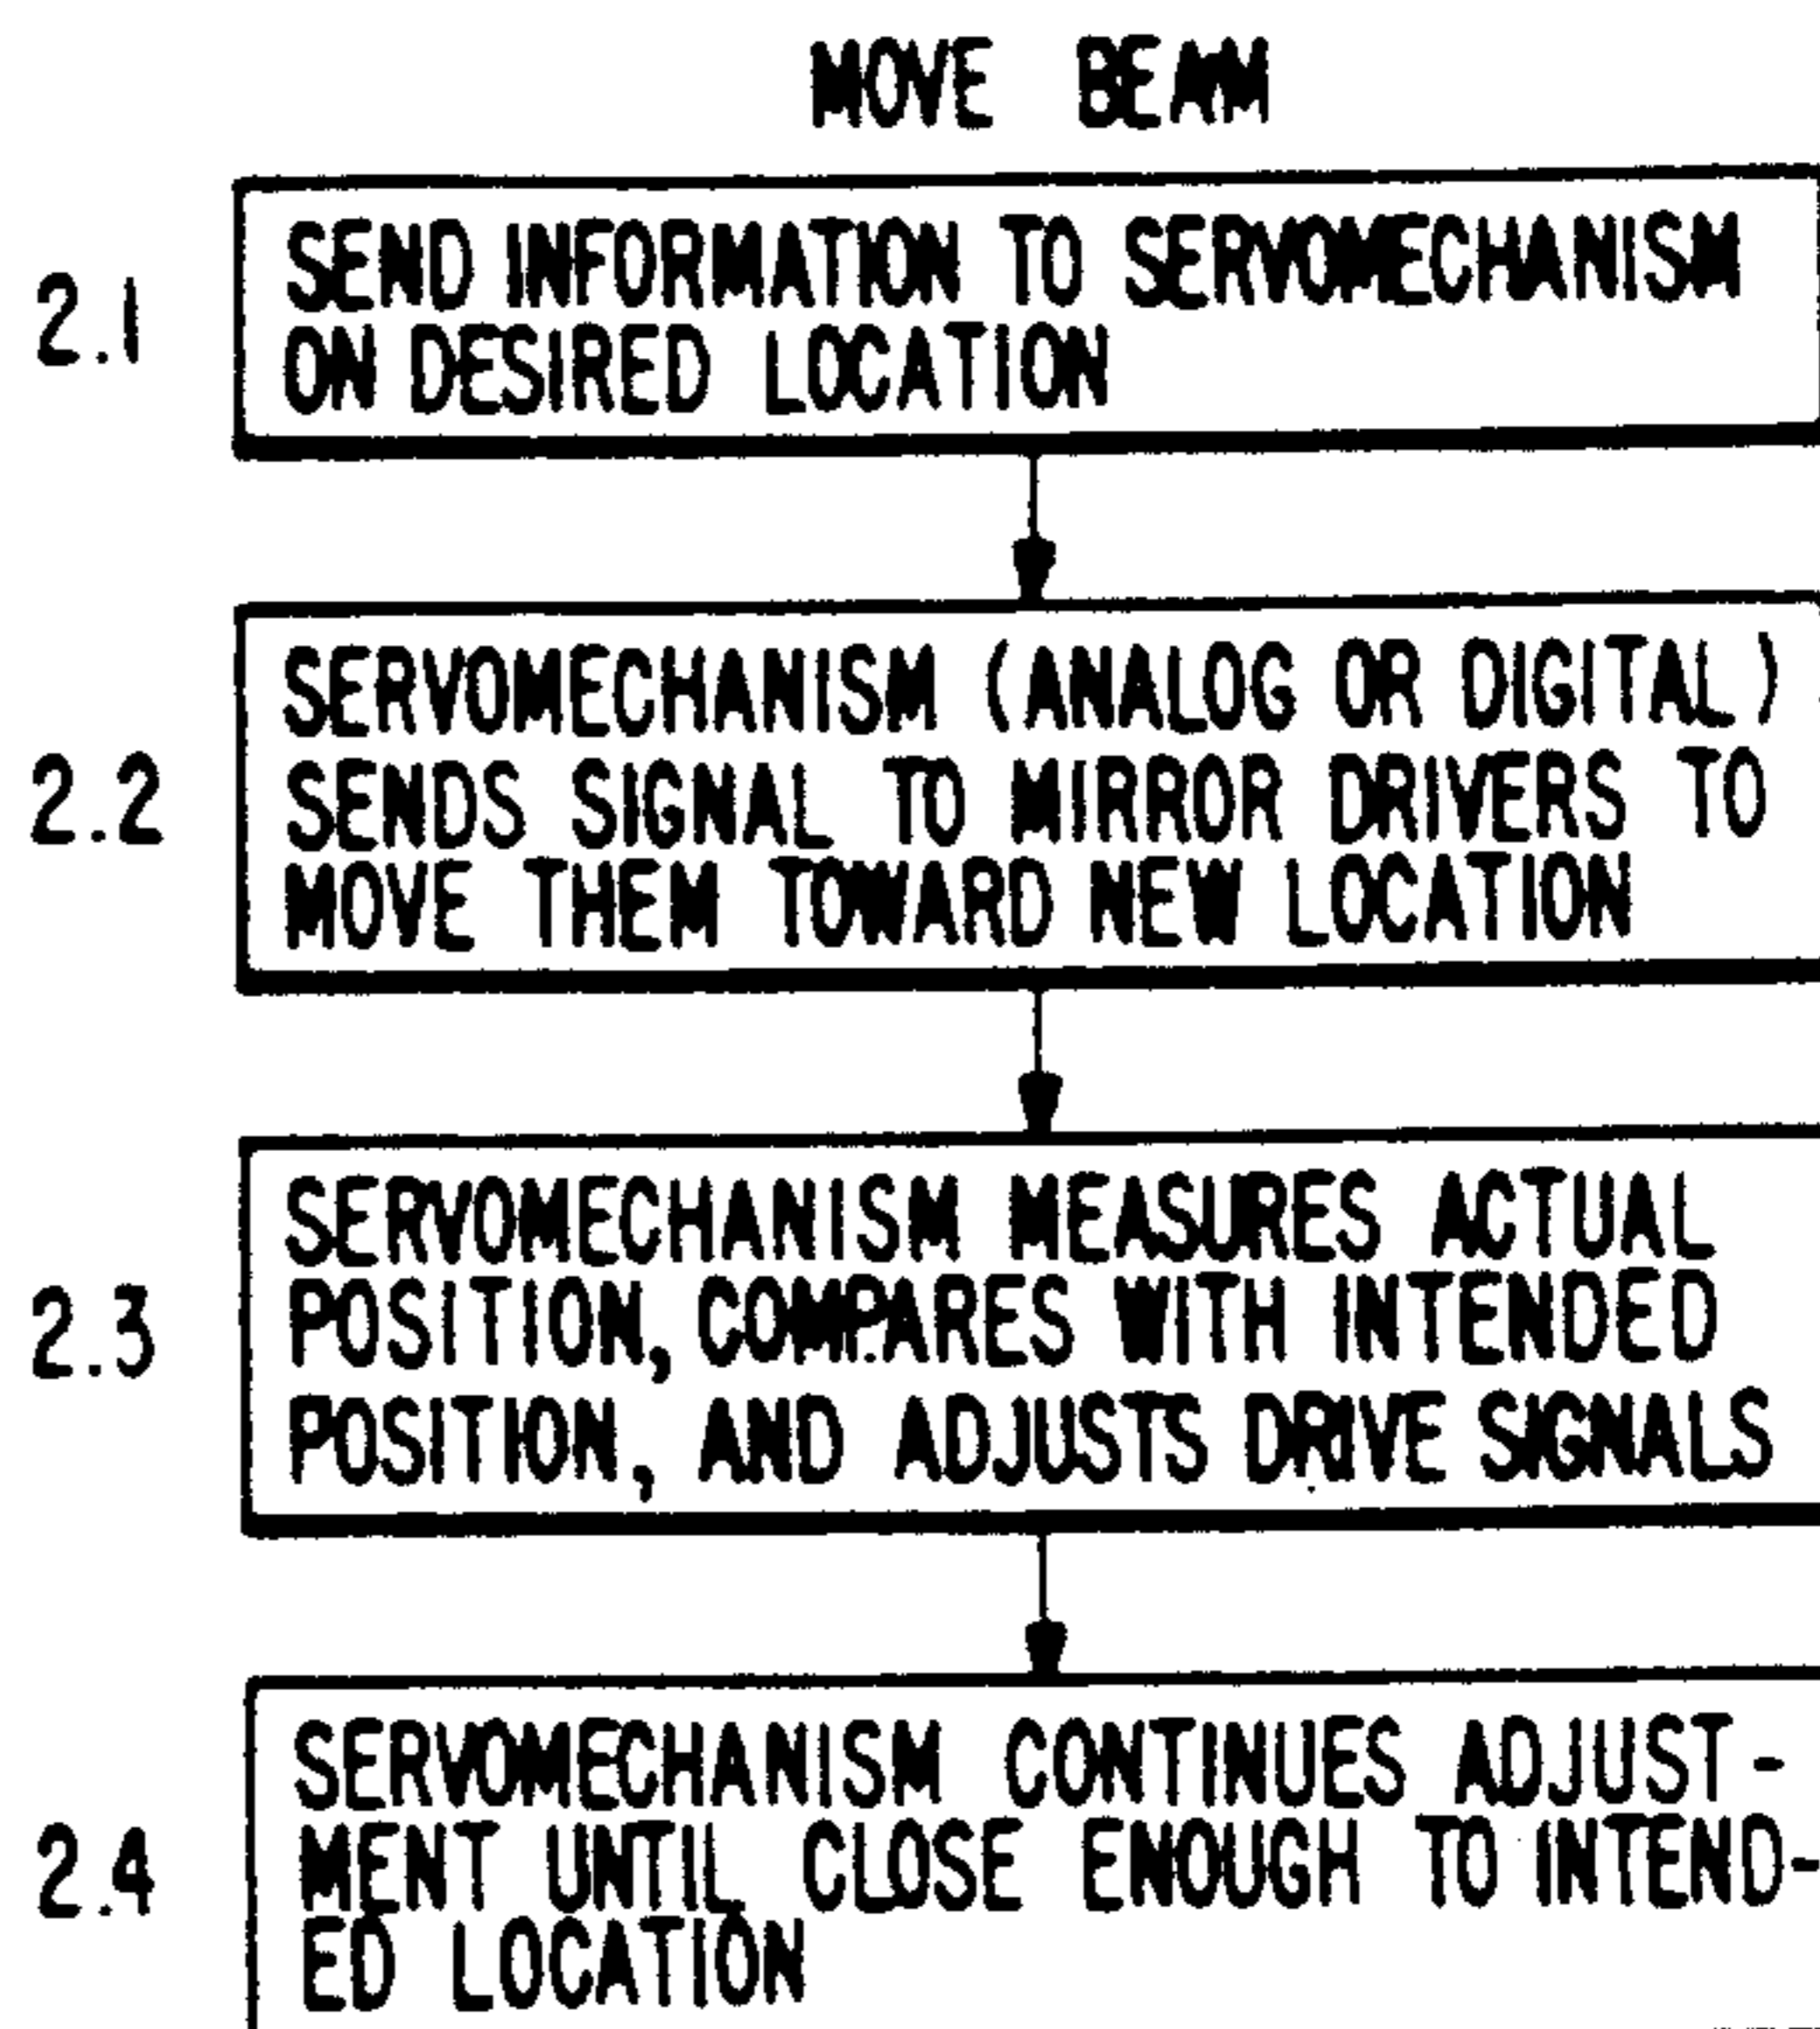 MOVE BEAM
2.1
SEND INFORMATION TO SERVOMECHANISM
ON DESIRED LOCATION
2.2
SERVOMECHANISM (ANALOG OR DIGITAL)
SENDS SIGNAL TO MIRROR DRIVERS TO
MOVE THEM TOWARD NEW LOCATION
2.3
SERVOMECHANISM MEASURES ACTUAL
POSITION, COMPARES WITH INTENDED
POSITION, AND ADJUSTS DRIVE SIGNALS
2.4
SERVOMECHANISM CONTINUES ADJUST-
MENT UNTIL CLOSE ENOUGH TO INTEND-
ED LOCATION